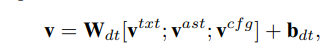 v = W_{dt}[v^{txt}; v^{ast}; v^{cfg}] + b_{dt},